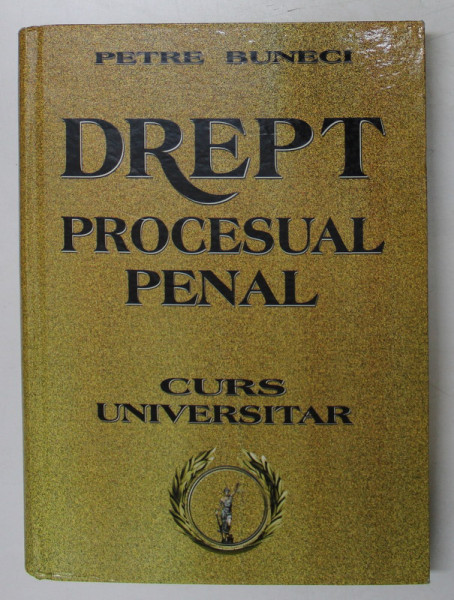 PETRE BUNECI
DREPT
PROCESUAL
PENAL
CURS
UNIVERSITAR